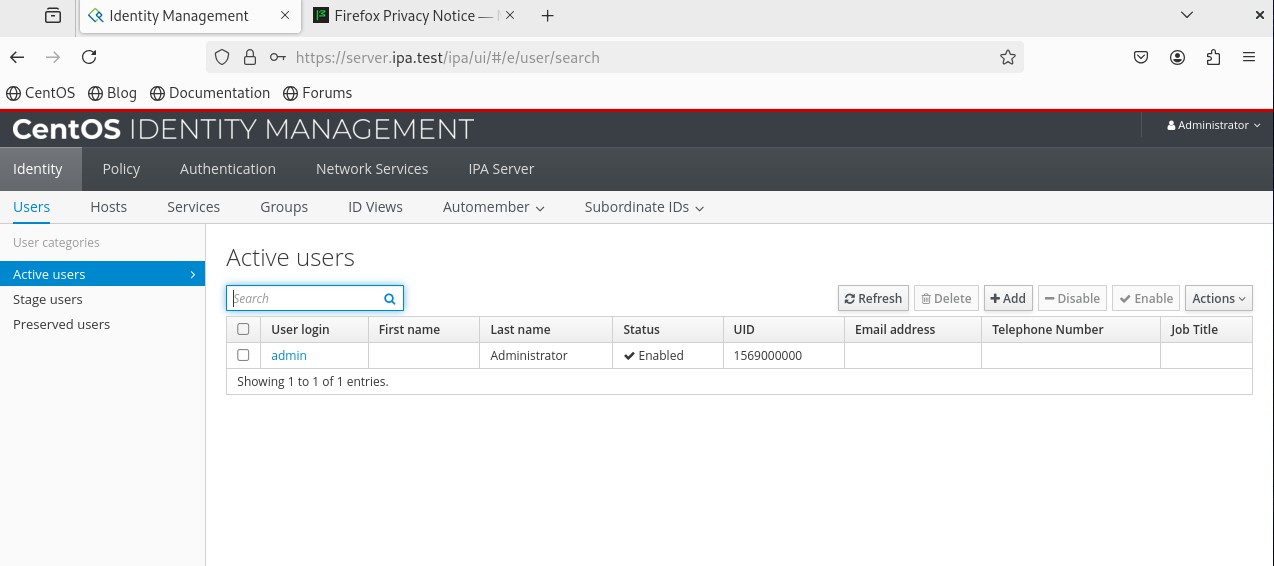 Identity Management
Firefox Privacy Notice —
https://server.ipa.test/ipa/ui/#/e/user/search
CentOS Blog Documentation Forums
CentOS IDENTITY MANAGEMENT
Administrator
Identity Policy Authentication Network Services IPA Server
Users Hosts Services Groups ID Views Automember Subordinate IDs
User categories
Active users
Stage users
Preserved users
Active users
Search
Refresh Delete Add Disable Enable Actions
User login First name Last name Status UID Email address Telephone Number Job Title
admin Administrator Enabled 1569000000
Showing 1 to 1 of 1 entries.